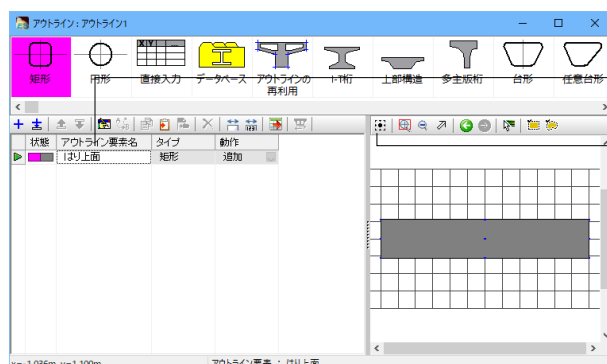 アウトライン : アウトライン1
矩形
円形
直接入力
データベース
アウトラインの
再利用
I・T桁
上部構造
多主版桁
台形
任意台形
状態 アウトライン要素名 タイプ 動作
はり上面 矩形 追加
x= -1.036m y=1.100m アウトライン要素 : はり上面